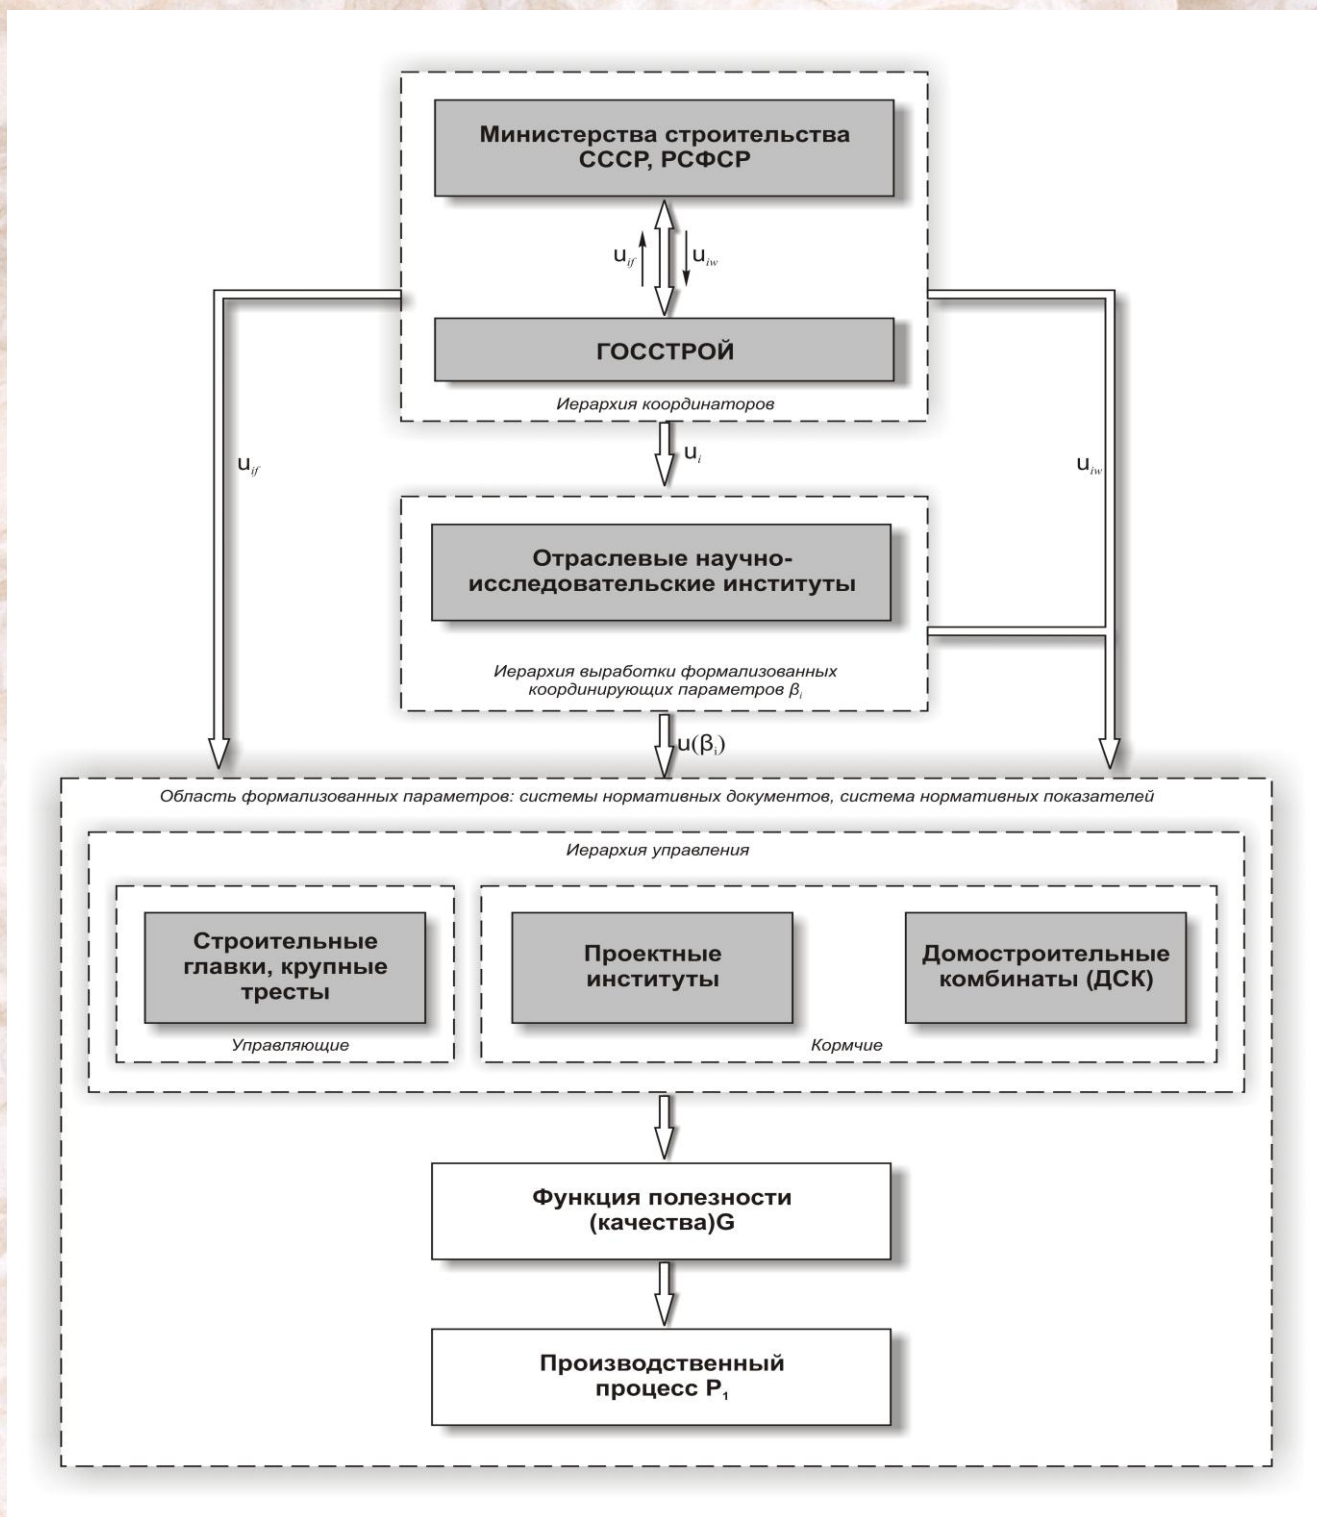 Министерства строительства
СССР, РСФСР
u_if
u_iw
ГОССТРОЙ
Иерархия координаторов
u_if
u_i
u_iw
Отраслевые научно-
исследовательские институты
Иерархия выработки формализованных
координирующих параметров β_i
u(β_i)
Область формализованных параметров: системы нормативных документов, система нормативных показателей
Иерархия управления
Строительные
главки, крупные
тресты
Управляющие
Проектные
институты
Домостроительные
комбинаты (ДСК)
Кормчие
Функция полезности
(качества)G
Производственный
процесс P₁